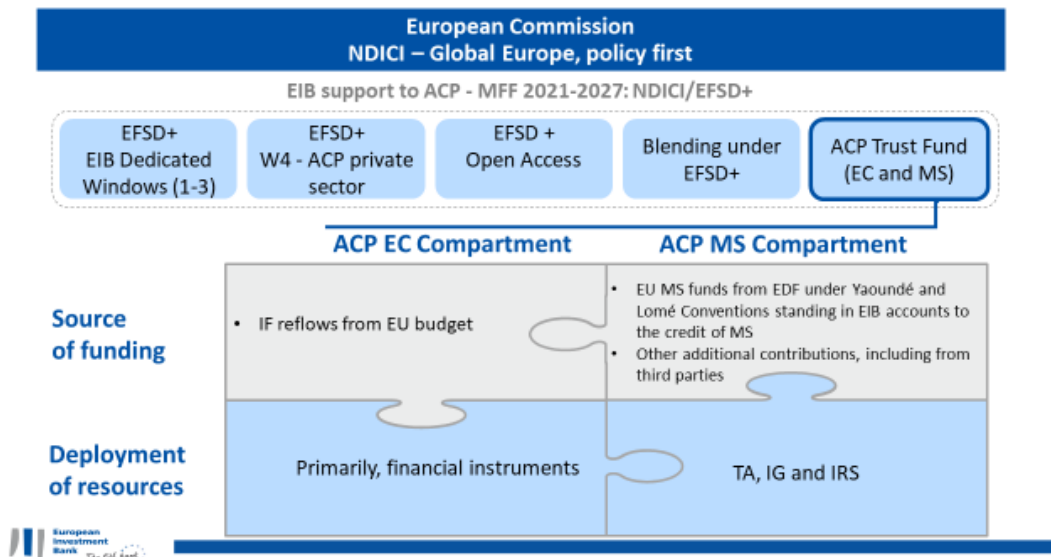 European Commission
NDICI – Global Europe, policy first
EIB support to ACP - MFF 2021-2027: NDICI/EFSD+
EFSD+
EIB Dedicated
Windows (1-3)
EFSD+
W4 - ACP private
sector
EFSD +
Open Access
Blending under
EFSD+
ACP Trust Fund
(EC and MS)
ACP EC Compartment
ACP MS Compartment
Source
of funding
• IF reflows from EU budget
• EU MS funds from EDF under Yaoundé and
Lomé Conventions standing in EIB accounts to
the credit of MS
• Other additional contributions, including from
third parties
Deployment
of resources
Primarily, financial instruments
TA, IG and IRS
European
Investment
Bank
The EU bank